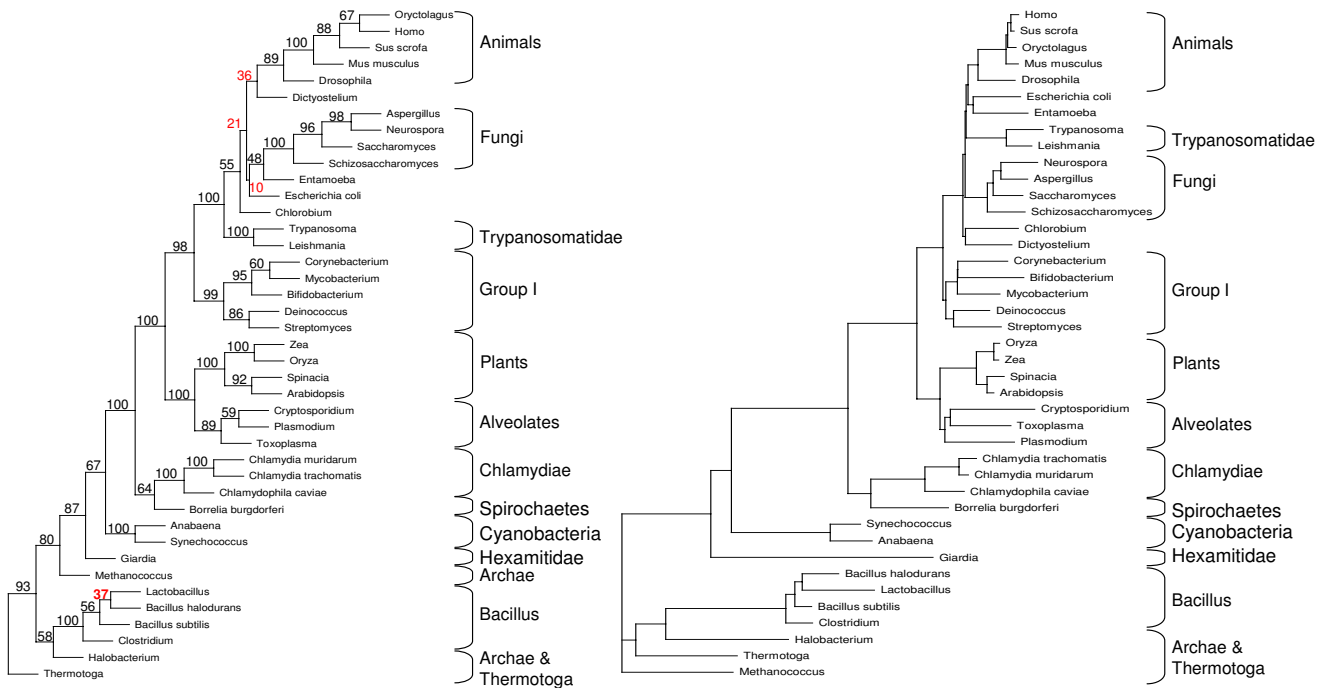 67
Oryctolagus
88
Homo
100
Sus scrofa
89
Mus musculus
36
Drosophila
Animals
Dictyostelium
21
98
Aspergillus
96
Neurospora
100
Saccharomyces
48
Schizosaccharomyces
Fungi
55
Entamoeba
10
Escherichia coli
100
Chlorobium
Trypanosoma
100
Leishmania
Trypanosomatidae
98
60
Corynebacterium
95
Mycobacterium
99
Bifidobacterium
86
Deinococcus
Streptomyces
Group I
100
100
Zea
100
Oryza
Spinacia
92
Arabidopsis
Plants
100
59
Cryptosporidium
89
Plasmodium
Toxoplasma
Alveolates
100
100
Chlamydia muridarum
100
Chlamydia trachomatis
64
Chlamydophila caviae
Chlamydiae
67
Borrelia burgdorferi
Spirochaetes
87
Anabaena
100
Synechococcus
Cyanobacteria
80
Giardia
Hexamitidae
Methanococcus
Archae
93
37
Lactobacillus
56
Bacillus halodurans
100
Bacillus subtilis
58
Clostridium
Bacillus
Halobacterium
Thermotoga
Archae &
Thermotoga
Homo
Sus scrofa
Oryctolagus
Mus musculus
Drosophila
Animals
Escherichia coli
Entamoeba
Trypanosoma
Leishmania
Trypanosomatidae
Neurospora
Aspergillus
Saccharomyces
Schizosaccharomyces
Fungi
Chlorobium
Dictyostelium
Corynebacterium
Bifidobacterium
Mycobacterium
Deinococcus
Streptomyces
Group I
Oryza
Zea
Spinacia
Arabidopsis
Plants
Cryptosporidium
Toxoplasma
Plasmodium
Alveolates
Chlamydia trachomatis
Chlamydia muridarum
Chlamydophila caviae
Chlamydiae
Borrelia burgdorferi
Spirochaetes
Synechococcus
Anabaena
Cyanobacteria
Giardia
Hexamitidae
Bacillus halodurans
Lactobacillus
Bacillus subtilis
Clostridium
Bacillus
Halobacterium
Thermotoga
Methanococcus
Archae &
Thermotoga